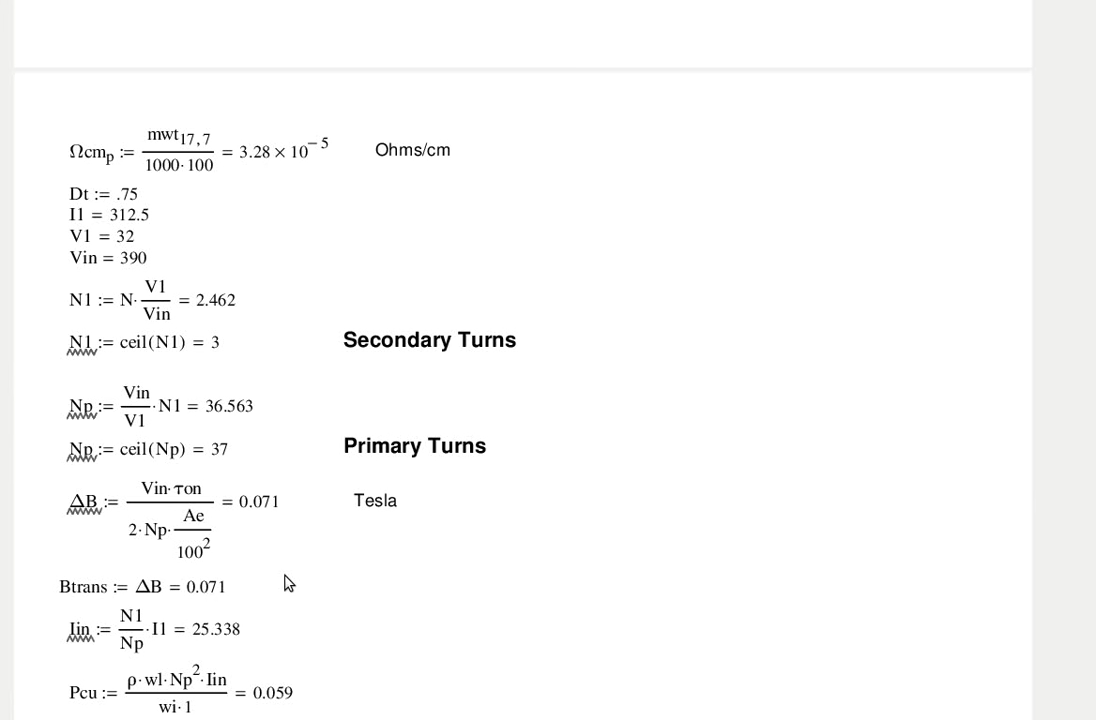 Ωcmp := mwt17,7 / 1000·100 = 3.28 × 10^-5 Ohms/cm
Dt := .75
I1 = 312.5
V1 = 32
Vin = 390
N1 := N· V1 / Vin = 2.462
N1 := ceil(N1) = 3 Secondary Turns
Np := Vin / V1 ·N1 = 36.563
Np := ceil(Np) = 37 Primary Turns
ΔB := Vin·τon / 2·Np· Ae / 100^2 = 0.071 Tesla
Btrans := ΔB = 0.071
Iin := N1 / Np ·I1 = 25.338
Pcu := ρ·wl·Np^2·Iin / wi·1 = 0.059